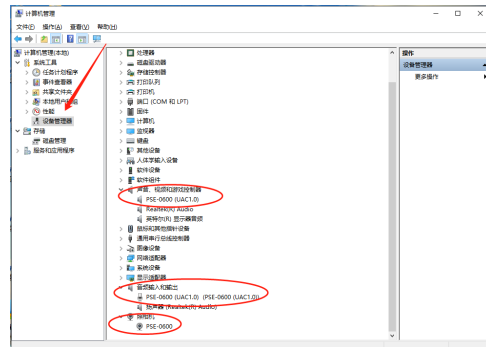 计算机管理
文件(F) 操作(A) 查看(V) 帮助(H)
计算机管理(本地)
系统工具
任务计划程序
事件查看器
共享文件夹
本地用户和组
性能
设备管理器
存储
磁盘管理
服务和应用程序
处理器
磁盘驱动器
存储控制器
打印队列
打印机
端口 (COM 和 LPT)
固件
计算机
监视器
键盘
其他设备
人体学输入设备
软件设备
软件组件
声音、视频和游戏控制器
PSE-0600 (UAC1.0)
Realtek(R) Audio
英特尔(R) 显示器音频
鼠标和其他指针设备
通用串行总线控制器
图像设备
网络适配器
系统设备
显示适配器
音频输入和输出
PSE-0600 (UAC1.0) (PSE-0600 (UAC1.0))
扬声器 (Realtek(R) Audio)
照相机
PSE-0600
操作
设备管理器
更多操作